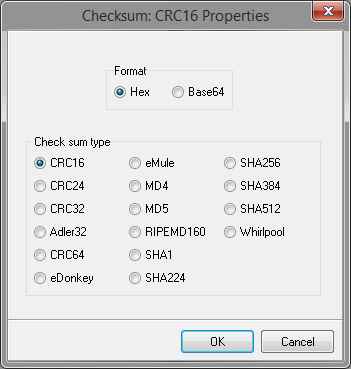 Checksum: CRC16 Properties
Format
Hex Base64
Check sum type
CRC16 eMule SHA256
CRC24 MD4 SHA384
CRC32 MD5 SHA512
Adler32 RIPEMD160 Whirlpool
CRC64 SHA1
eDonkey SHA224
OK Cancel